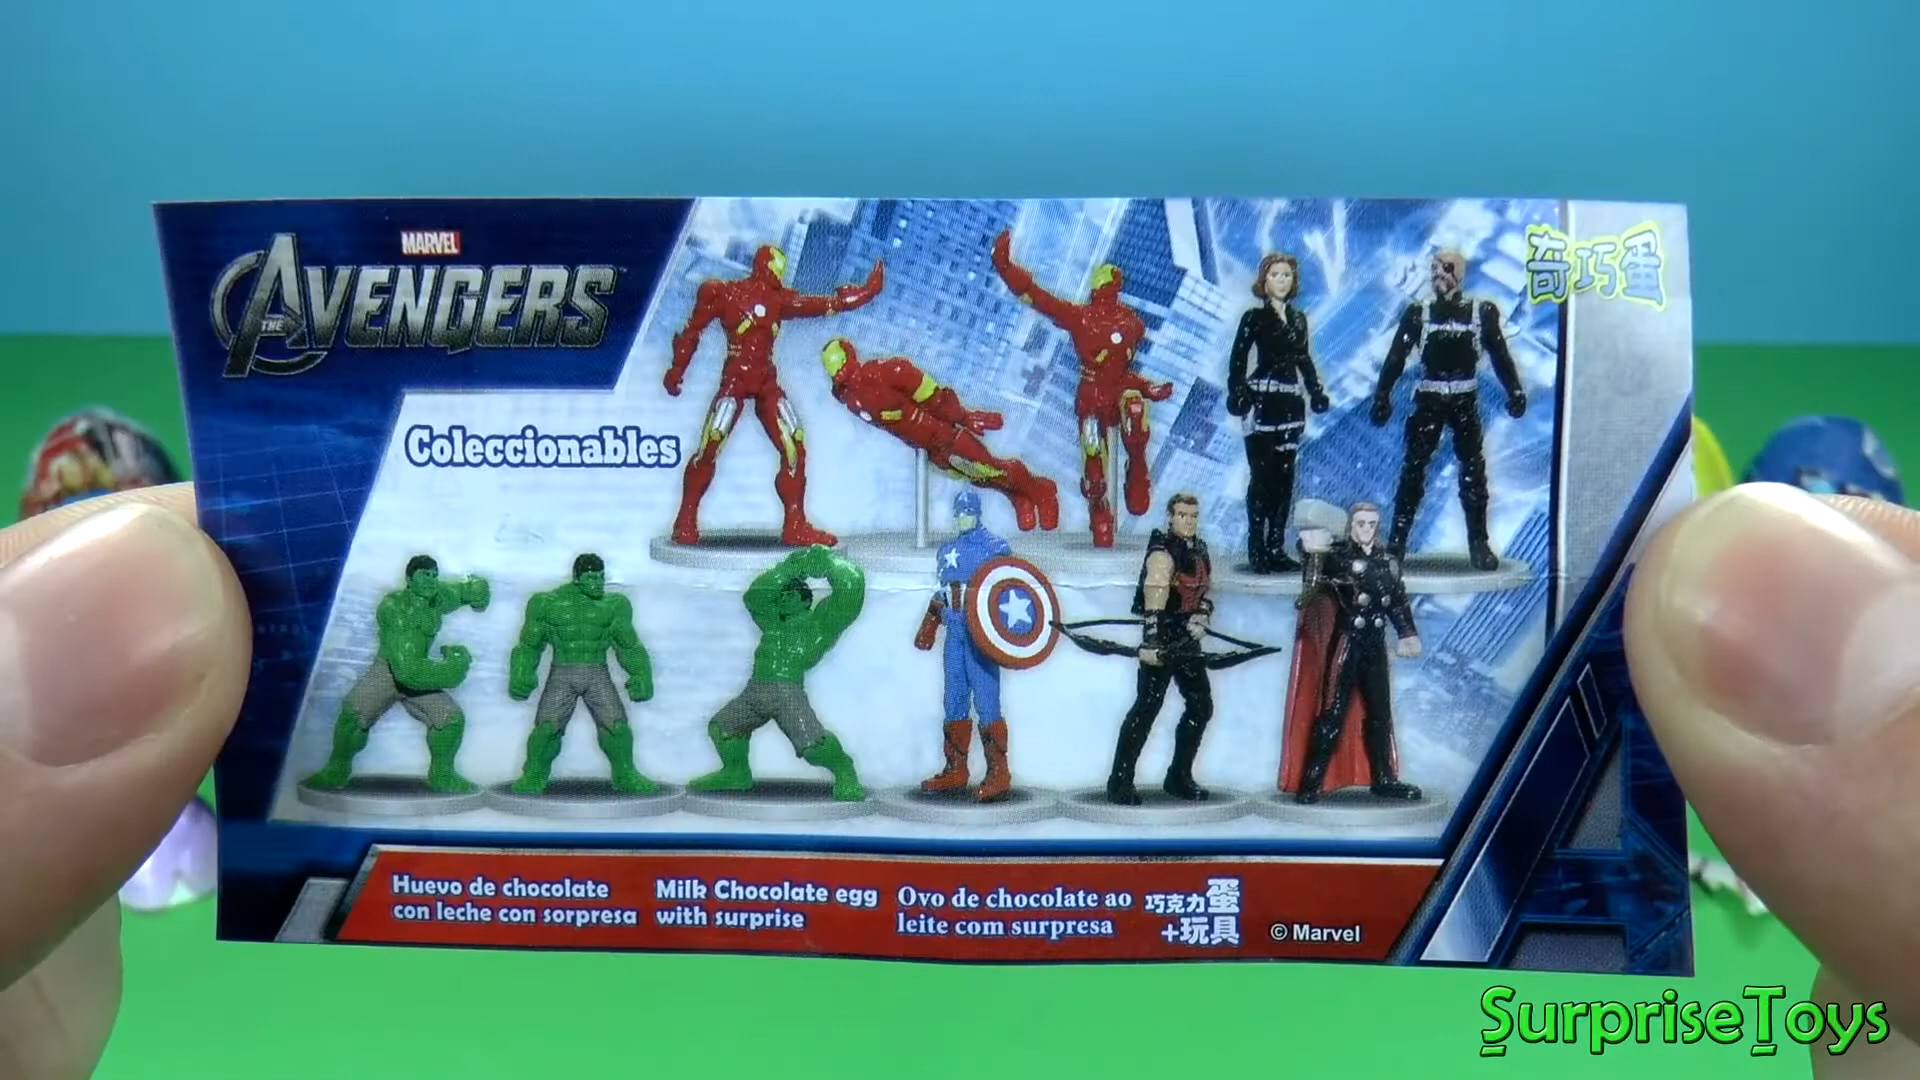 MARVEL
THE AVENGERS
奇巧蛋
Coleccionables
Huevo de chocolate
con leche con sorpresa
Milk Chocolate egg
with surprise
Ovo de chocolate ao
leite com surpresa
巧克力蛋
+玩具
© Marvel
SurpriseToys